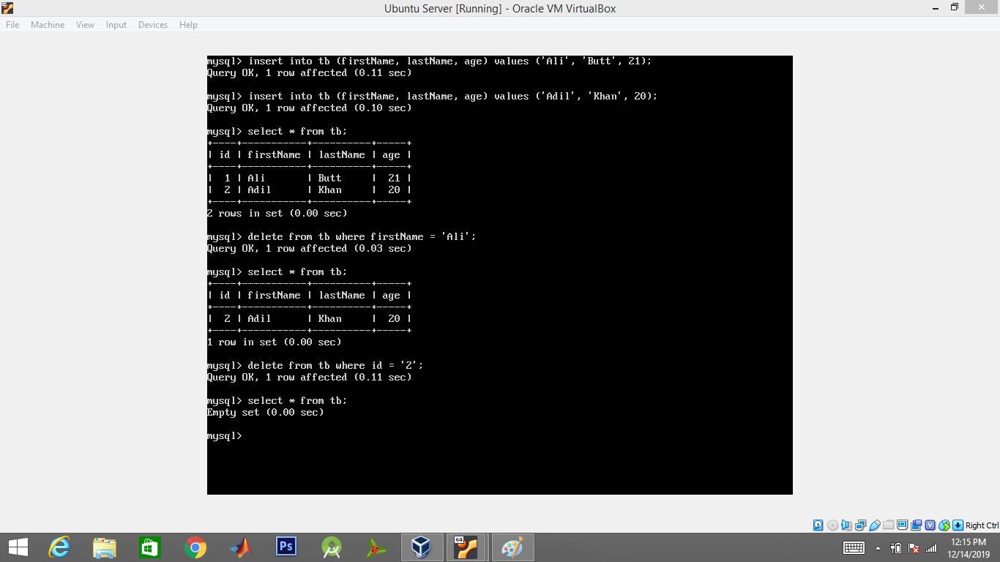 Ubuntu Server [Running] - Oracle VM VirtualBox
File Machine View Input Devices Help
mysql> insert into tb (firstName, lastName, age) values ('Ali', 'Butt', 21);
Query OK, 1 row affected (0.11 sec)
mysql> insert into tb (firstName, lastName, age) values ('Adil', 'Khan', 20);
Query OK, 1 row affected (0.10 sec)
mysql> select * from tb;
+----+-----------+----------+-----+
| id | firstName | lastName | age |
+----+-----------+----------+-----+
| 1 | Ali | Butt | 21 |
| 2 | Adil | Khan | 20 |
+----+-----------+----------+-----+
2 rows in set (0.00 sec)
mysql> delete from tb where firstName = 'Ali';
Query OK, 1 row affected (0.03 sec)
mysql> select * from tb;
+----+-----------+----------+-----+
| id | firstName | lastName | age |
+----+-----------+----------+-----+
| 2 | Adil | Khan | 20 |
+----+-----------+----------+-----+
1 row in set (0.00 sec)
mysql> delete from tb where id = '2';
Query OK, 1 row affected (0.11 sec)
mysql> select * from tb;
Empty set (0.00 sec)
mysql>
Right Ctrl
Ps
64
12:15 PM
12/14/2019